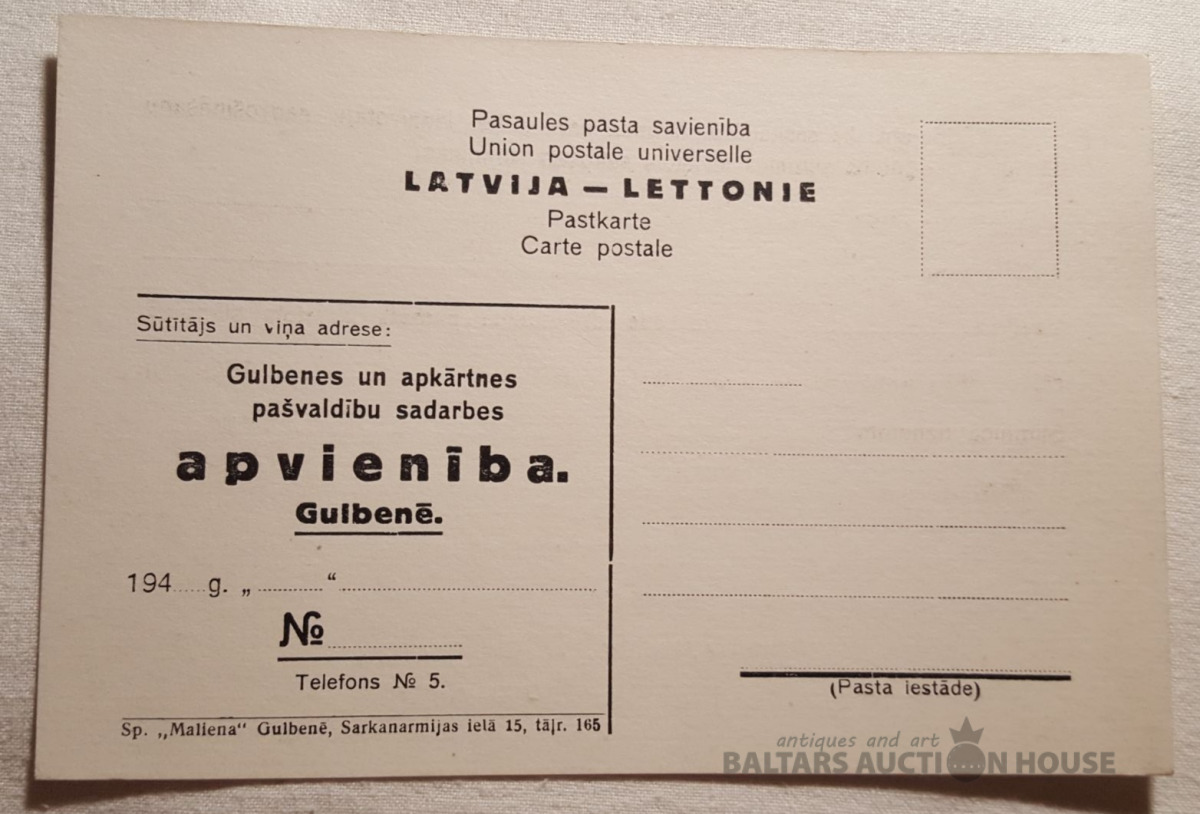 Pasaules pasta savienība
Union postale universelle
LATVIJA — LETTONIE
Pastkarte
Carte postale
Sūtītājs un viņa adrese:
Gulbenes un apkārtnes
pašvaldību sadarbes
apvienība.
Gulbenē.
194.....g. „ ............ “ ................................................
№ ..........................
Telefons № 5.
Sp. „Maliena“ Gulbenē, Sarkanarmijas ielā 15, tāļr. 165
(Pasta iestāde)
antiques and art
BALTARS AUCTION HOUSE